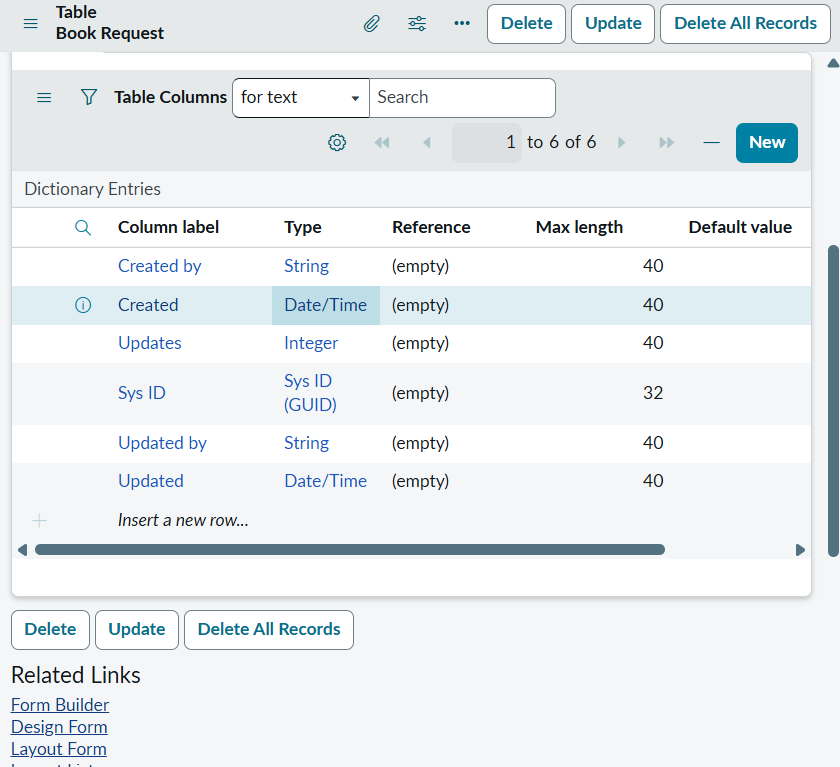 Table
Book Request
Delete
Update
Delete All Records
Table Columns
for text
Search
1 to 6 of 6
New
Dictionary Entries
Column label Type Reference Max length Default value
Created by String (empty) 40
Created Date/Time (empty) 40
Updates Integer (empty) 40
Sys ID Sys ID (GUID) (empty) 32
Updated by String (empty) 40
Updated Date/Time (empty) 40
Insert a new row...
Delete
Update
Delete All Records
Related Links
Form Builder
Design Form
Layout Form